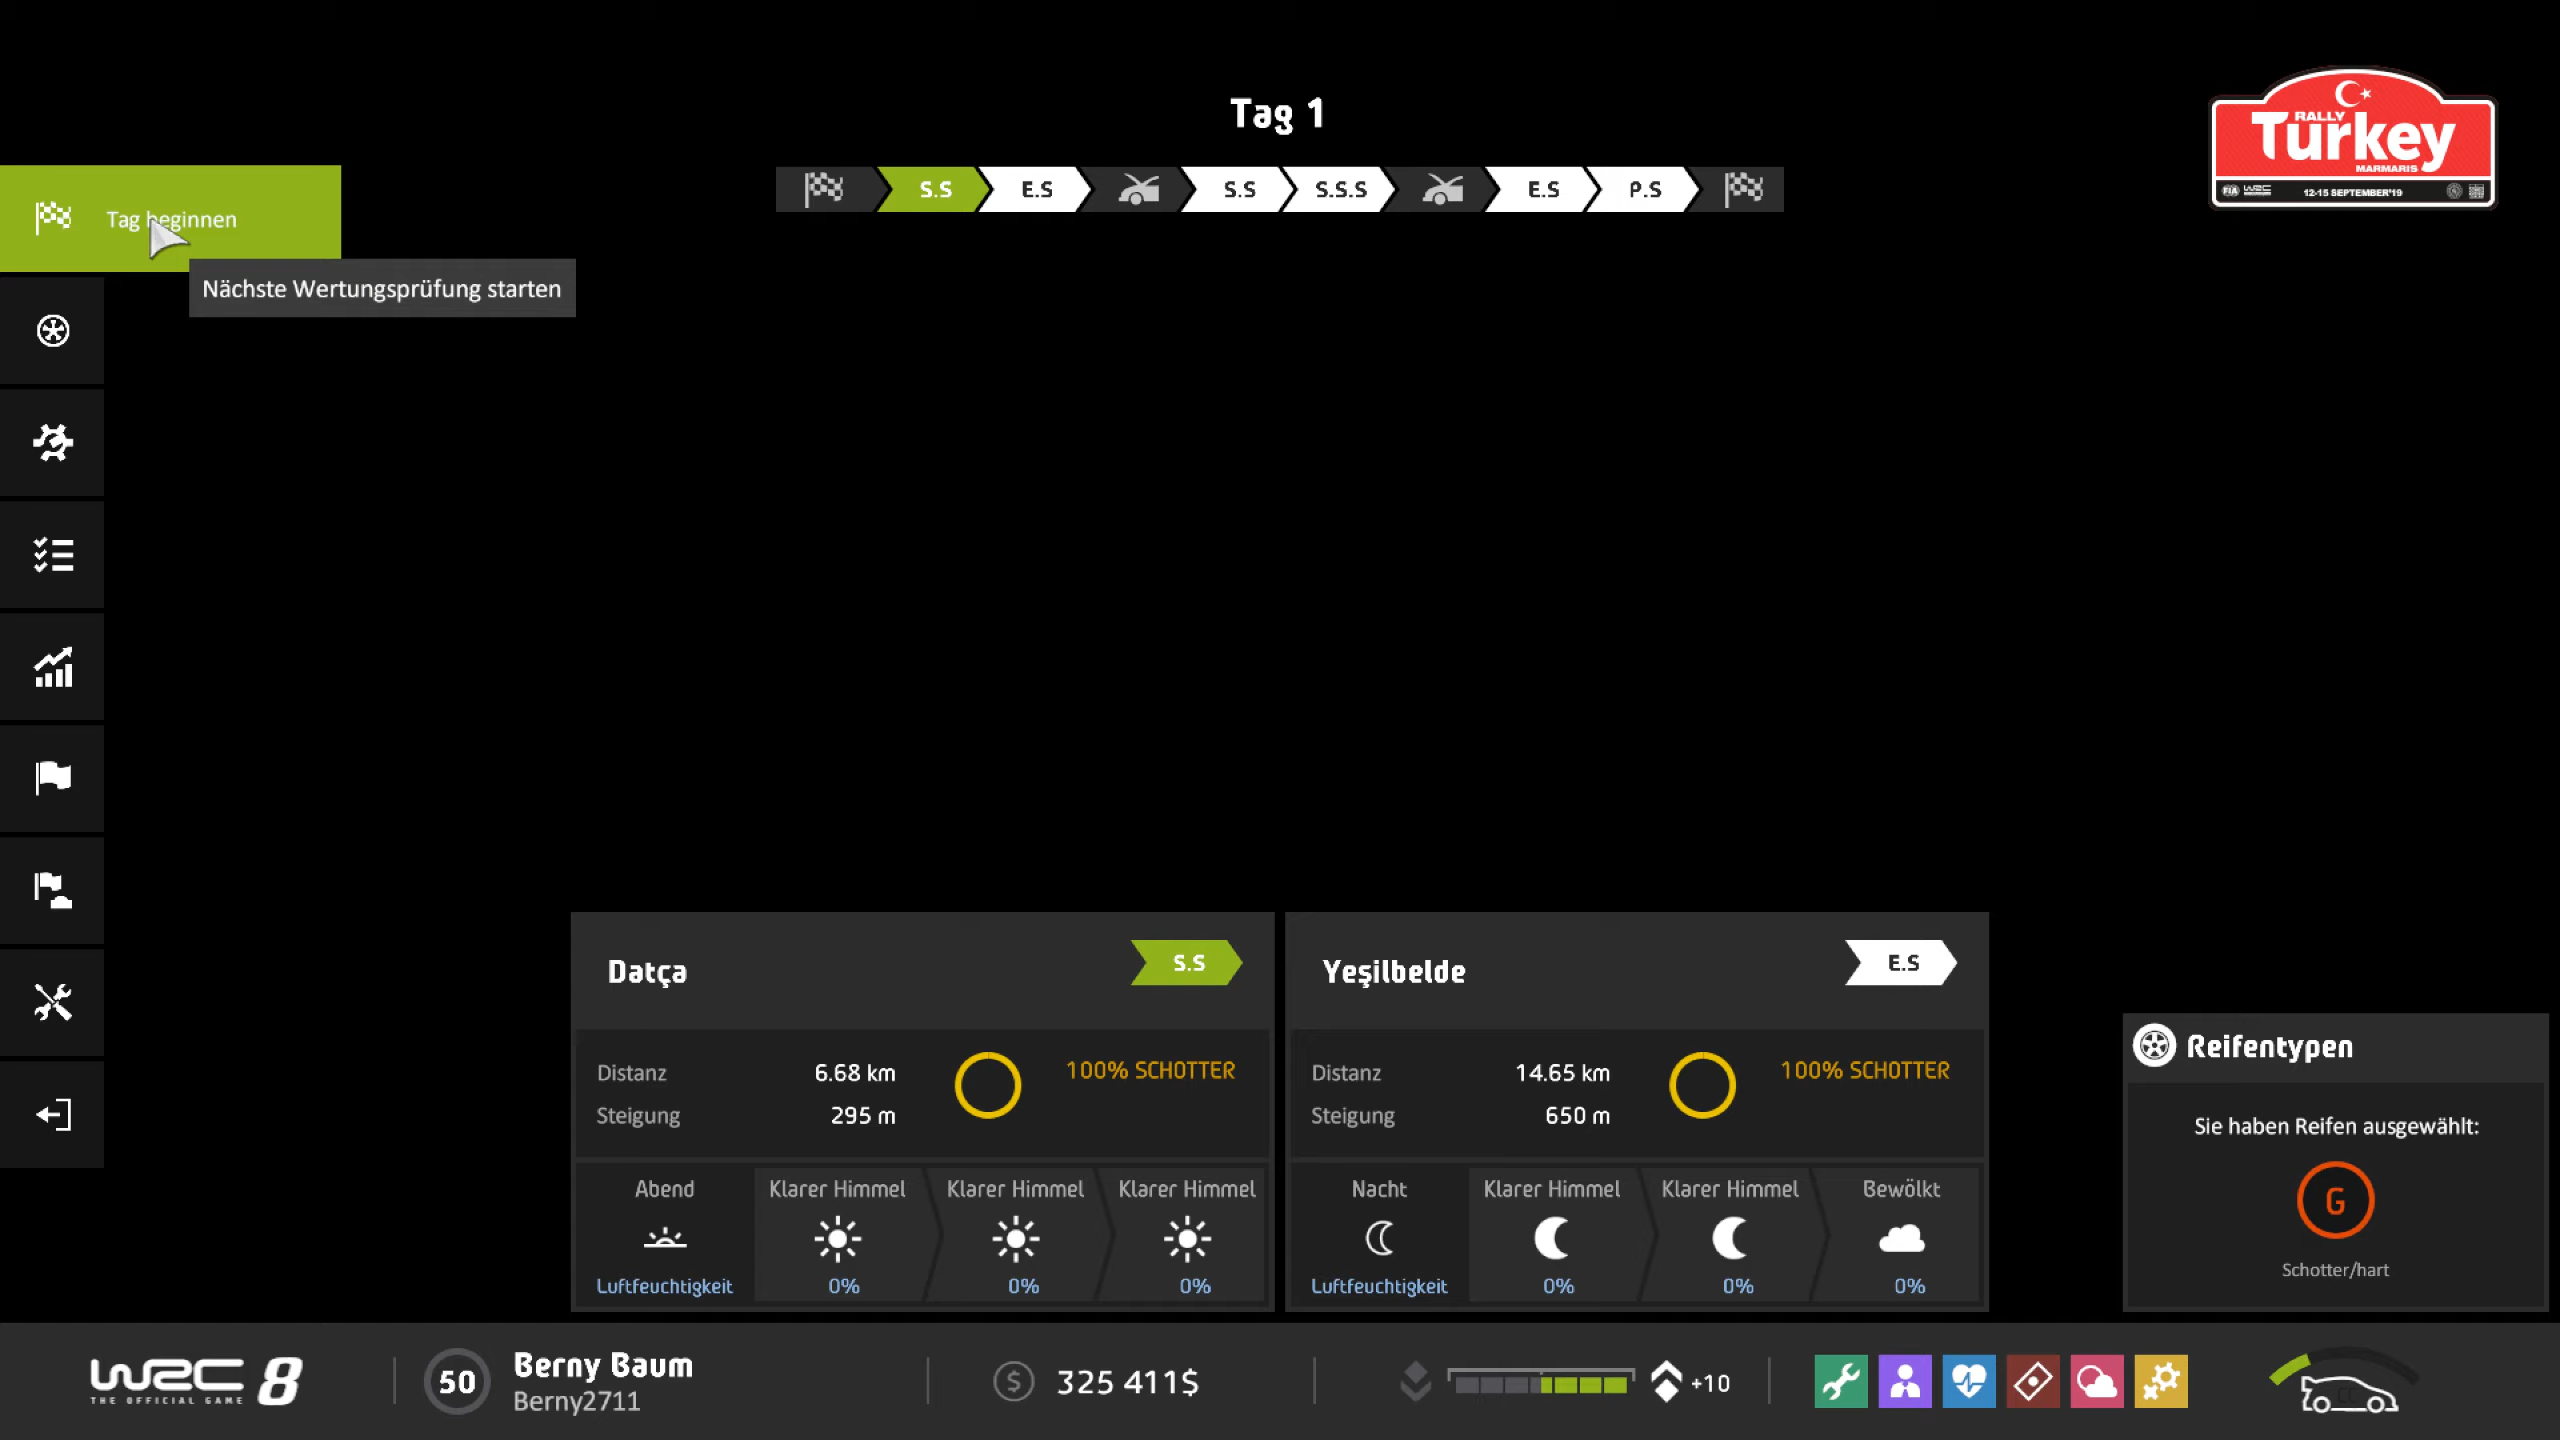 Tag 1
RALLY
Turkey
MARMARIS
FIA WRC 12-15 SEPTEMBER'19
S.S E.S S.S S.S.S E.S P.S
Tag beginnen
Nächste Wertungsprüfung starten
Datça S.S
Distanz 6.68 km 100% SCHOTTER
Steigung 295 m
Abend Klarer Himmel Klarer Himmel Klarer Himmel
Luftfeuchtigkeit 0% 0% 0%
Yeşilbelde E.S
Distanz 14.65 km 100% SCHOTTER
Steigung 650 m
Nacht Klarer Himmel Klarer Himmel Bewölkt
Luftfeuchtigkeit 0% 0% 0%
Reifentypen
Sie haben Reifen ausgewählt:
G
Schotter/hart
WRC 8
THE OFFICIAL GAME
50 Berny Baum
Berny2711
$ 325 411$
+10